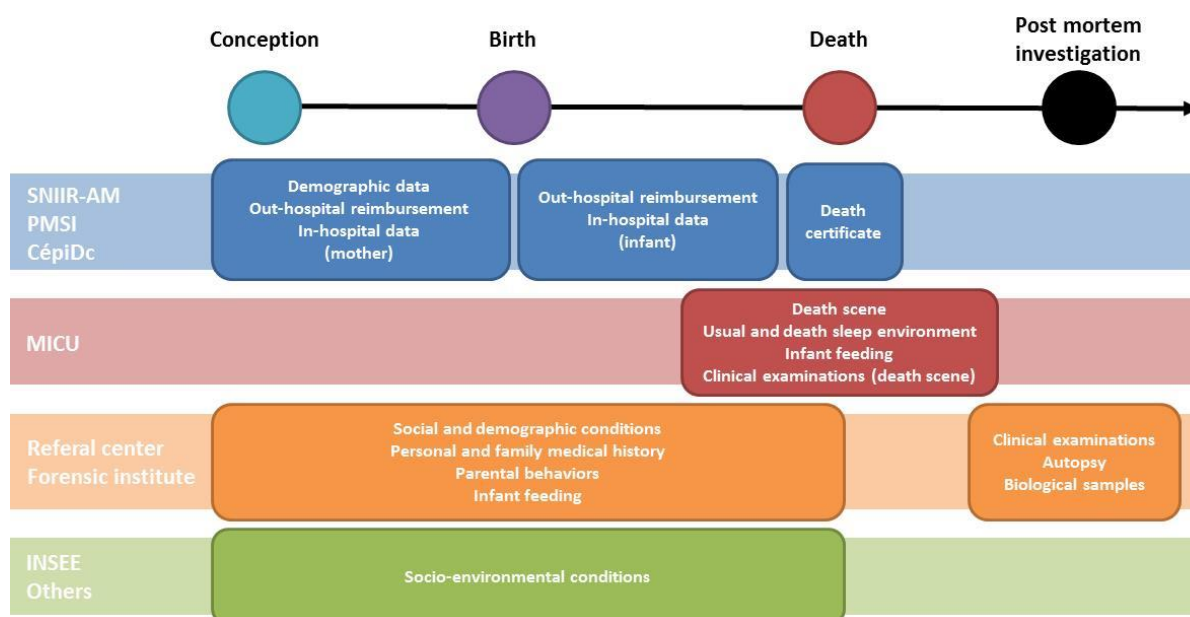 Conception
Birth
Death
Post mortem
investigation
SNIIR-AM
PMSI
CépiDc
Demographic data
Out-hospital reimbursement
In-hospital data
(mother)
Out-hospital reimbursement
In-hospital data
(infant)
Death
certificate
MICU
Death scene
Usual and death sleep environment
Infant feeding
Clinical examinations (death scene)
Referal center
Forensic institute
Social and demographic conditions
Personal and family medical history
Parental behaviors
Infant feeding
Clinical examinations
Autopsy
Biological samples
INSEE
Others
Socio-environmental conditions